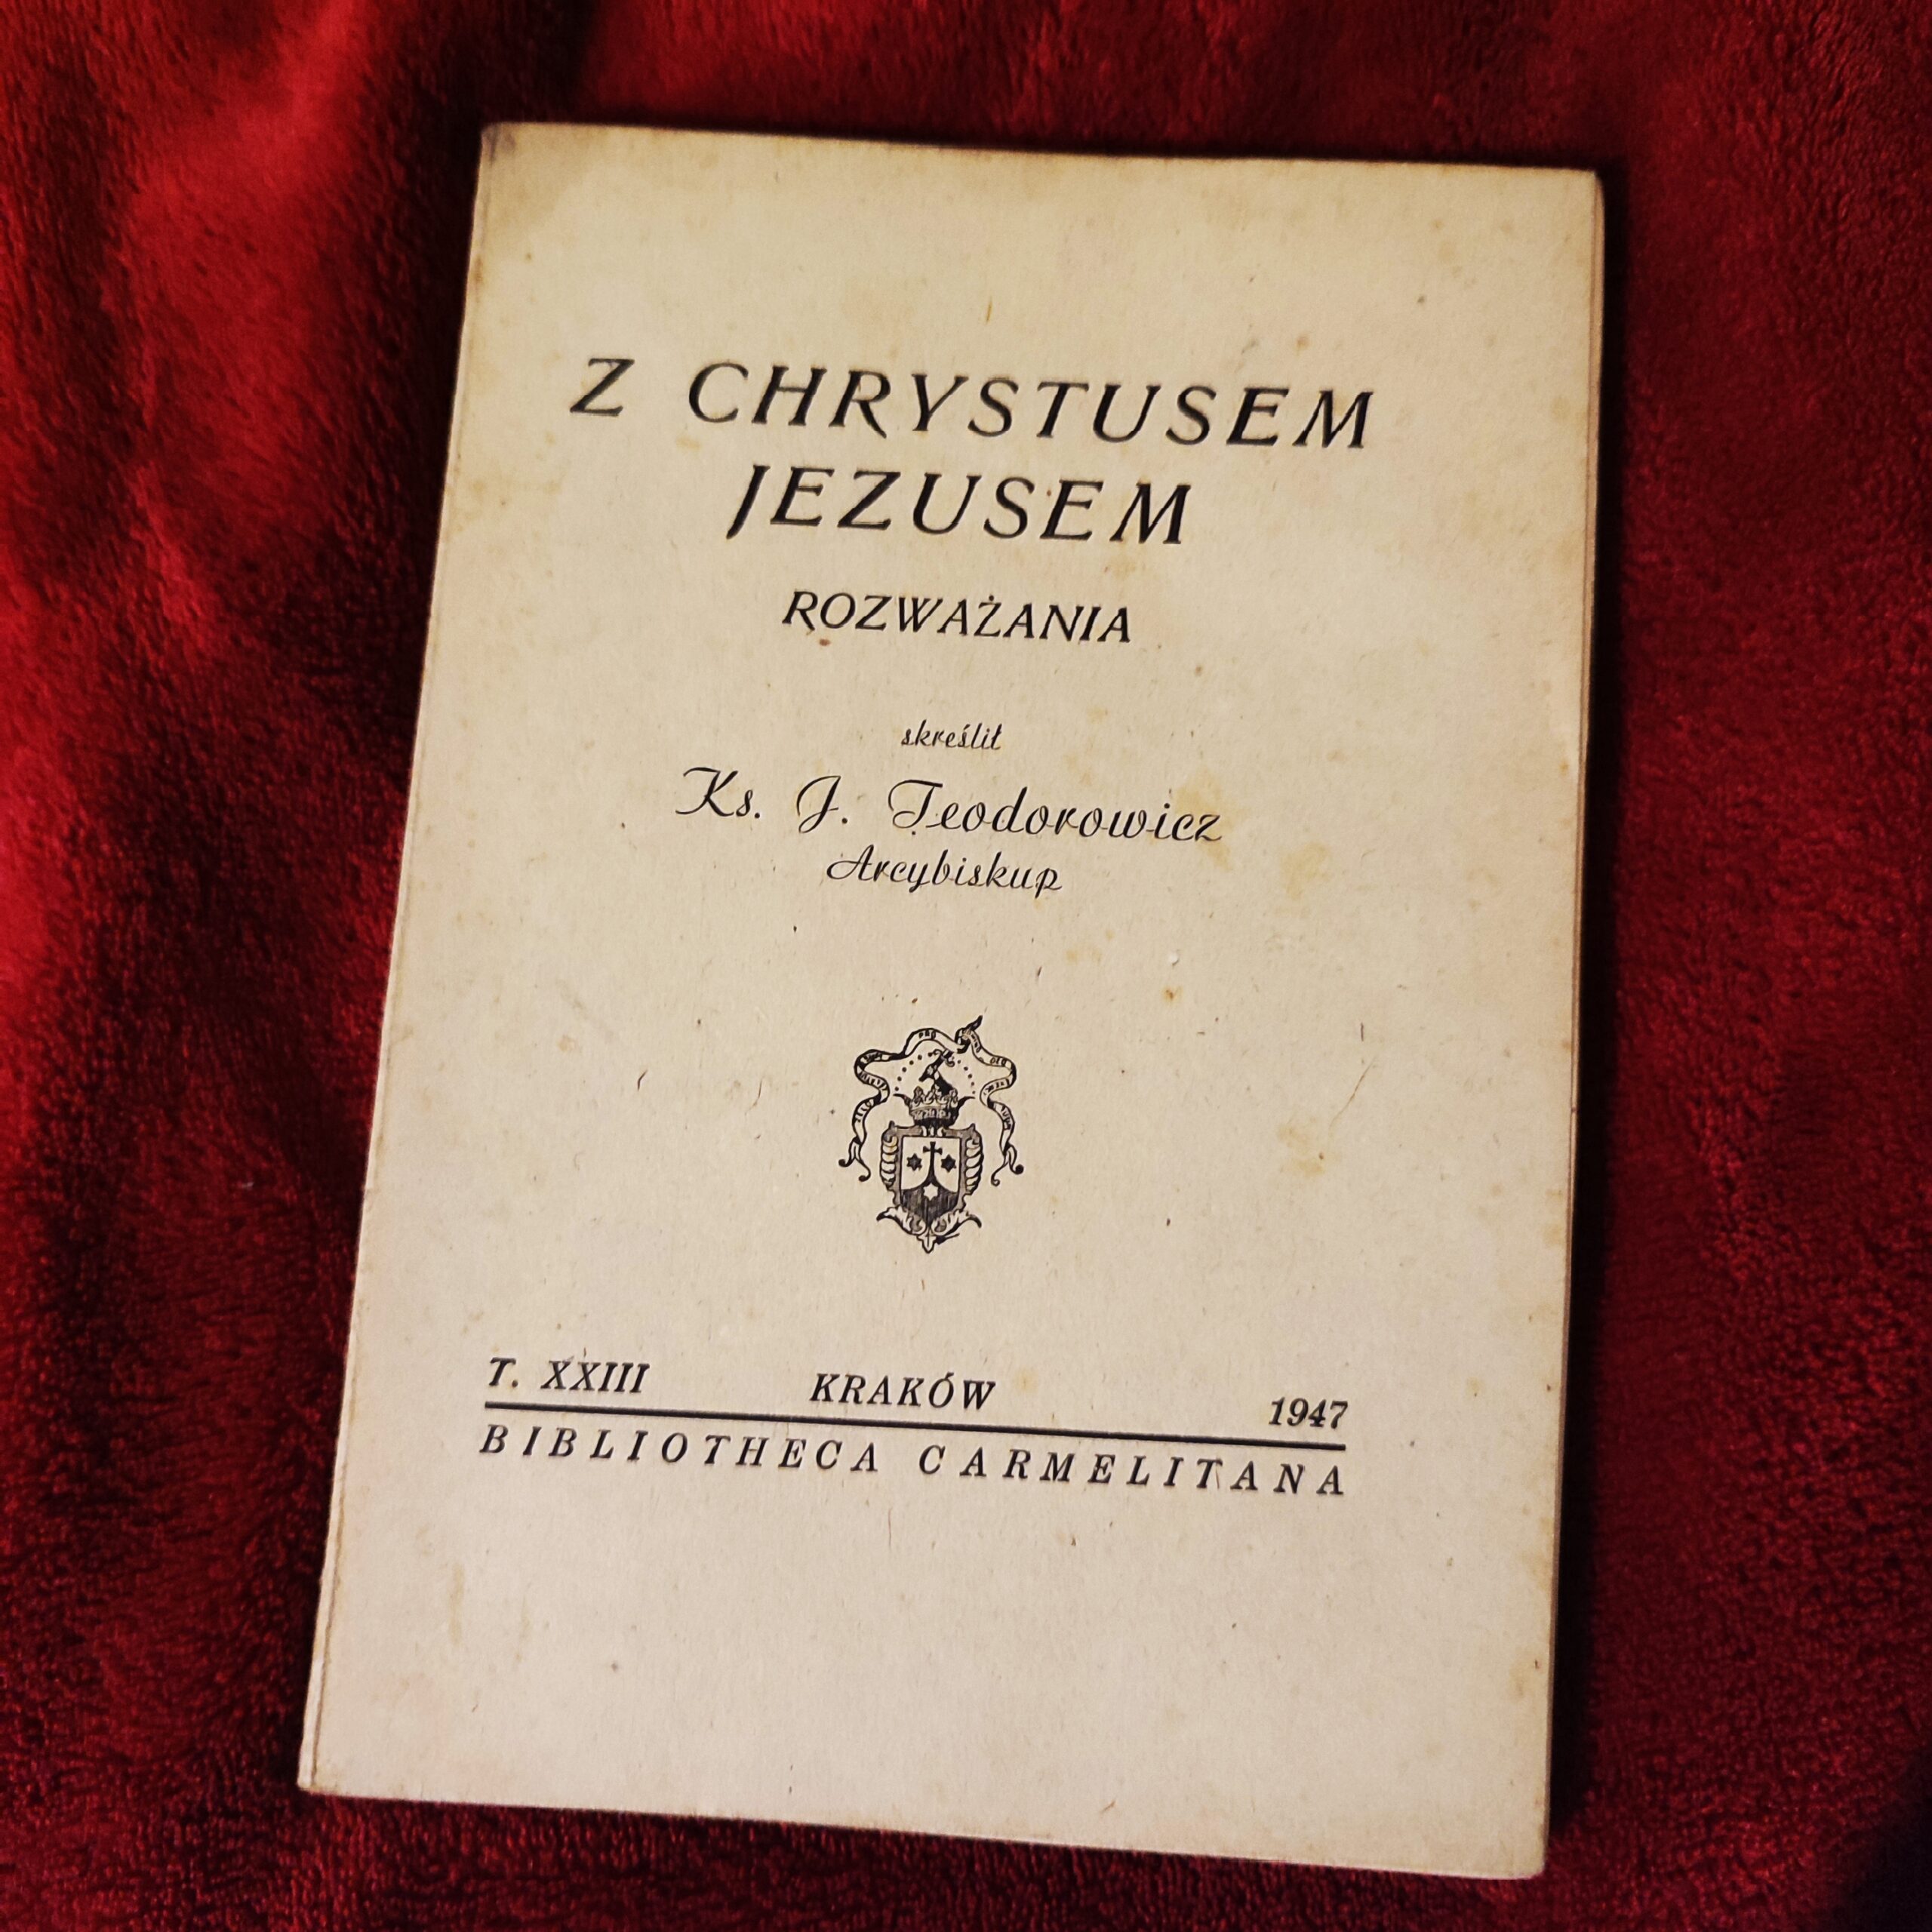 Z CHRYSTUSEM
JEZUSEM
ROZWAŻANIA
skreślił
Ks. J. Teodorowicz
Arcybiskup
T. XXIII KRAKÓW 1947
BIBLIOTHECA CARMELITANA